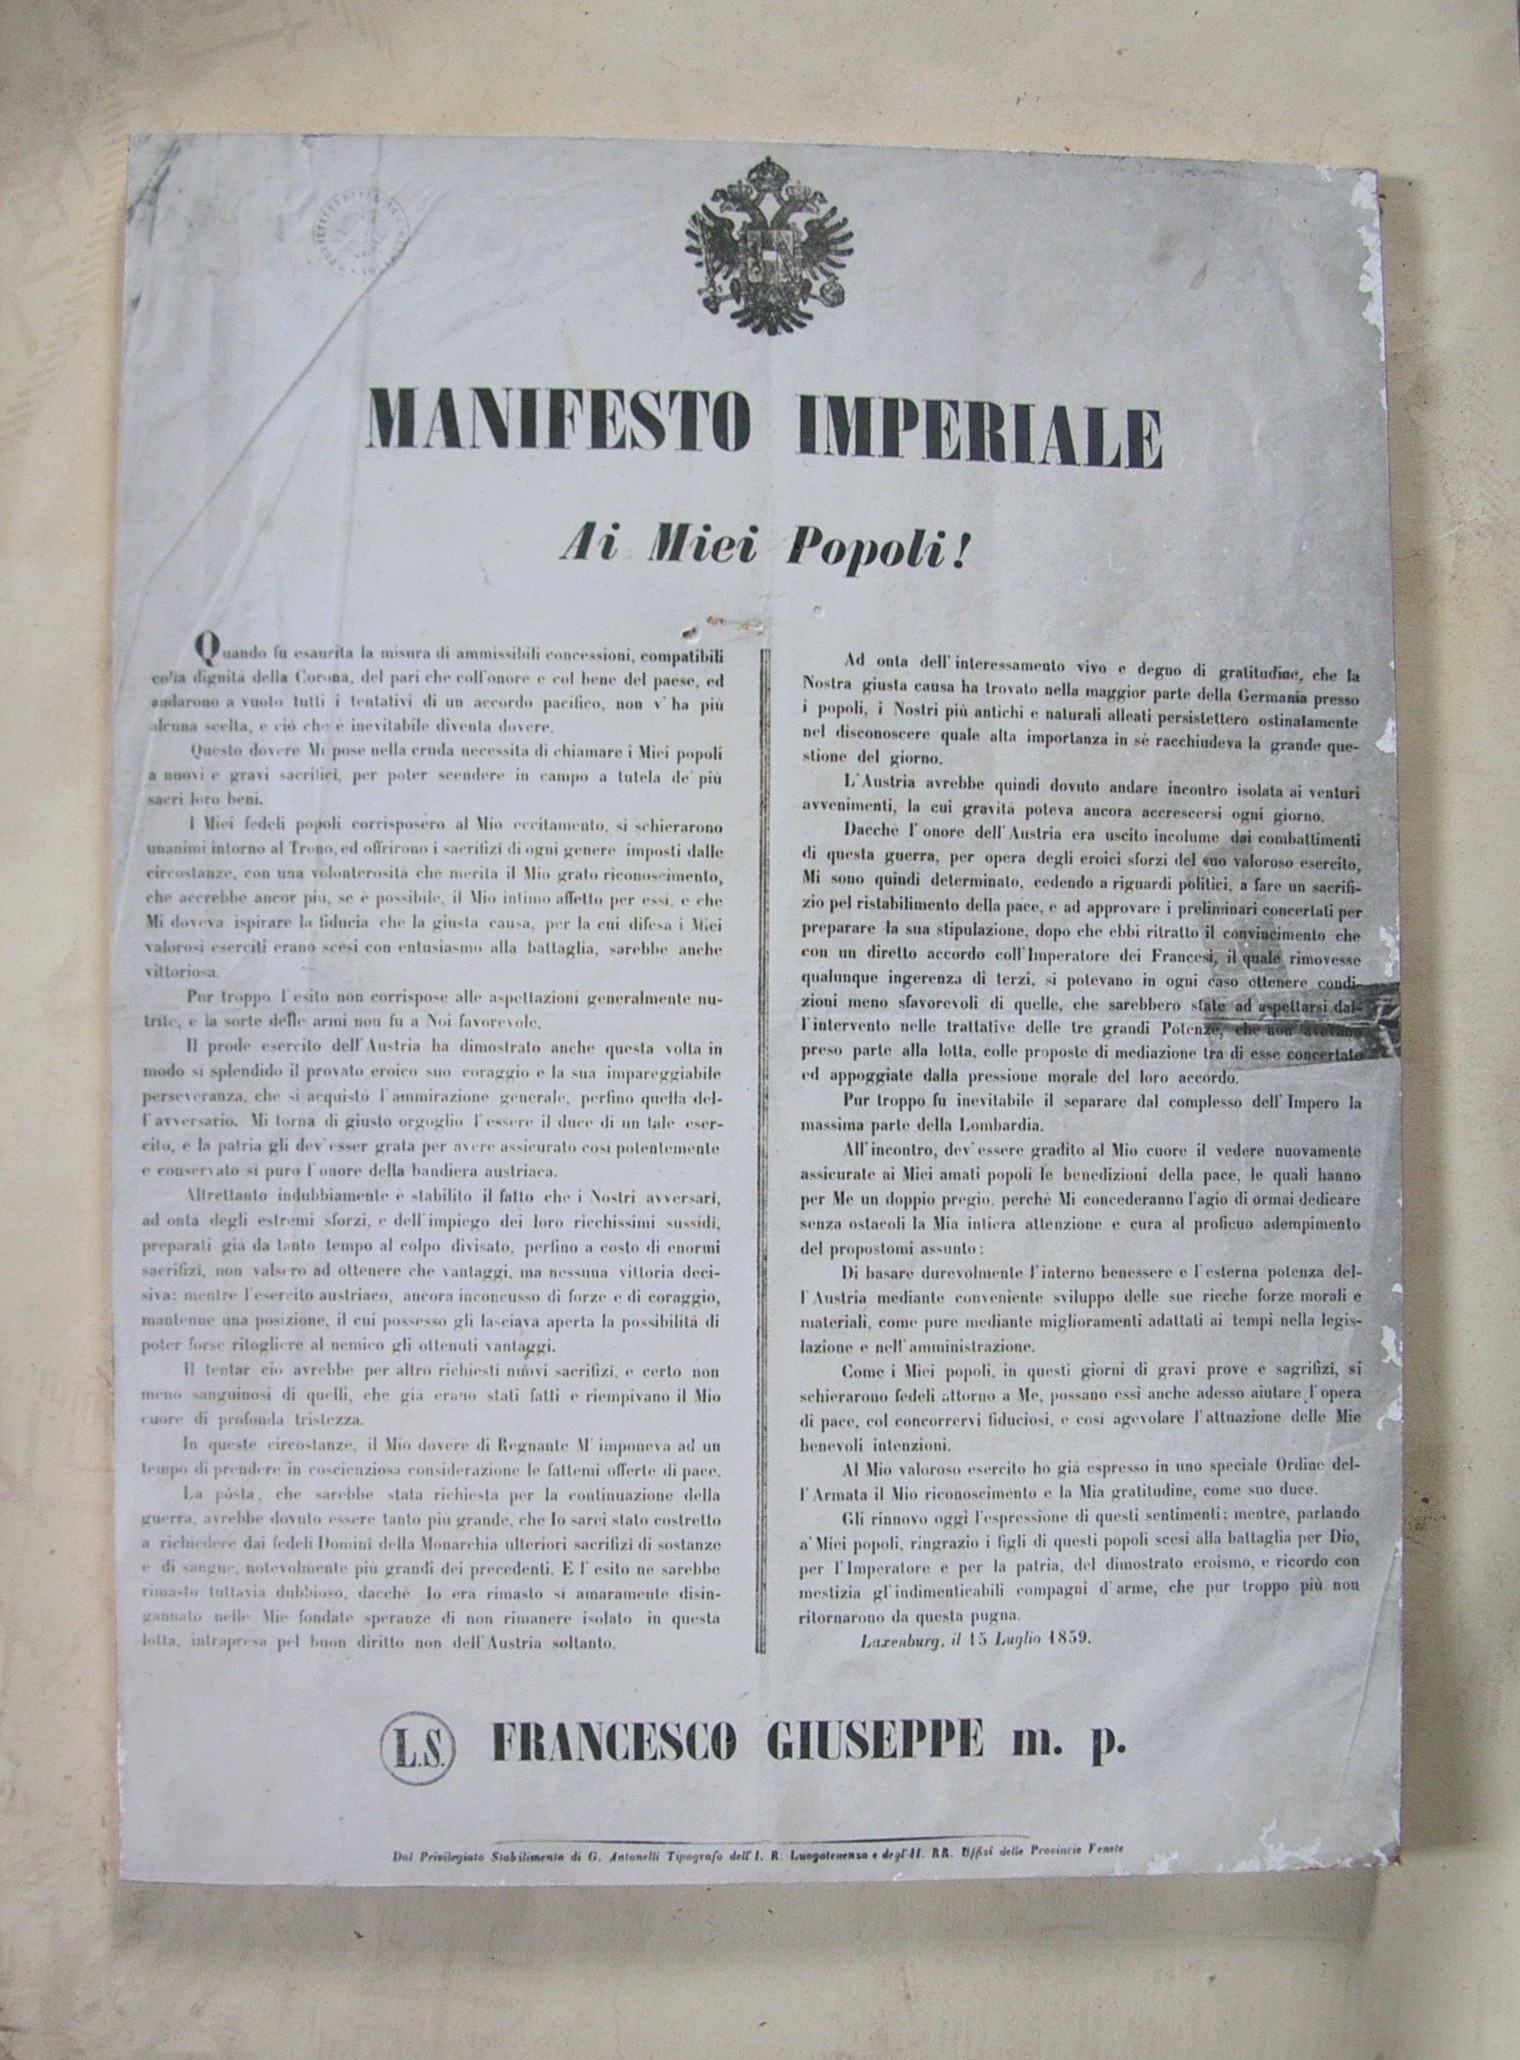 MANIFESTO IMPERIALE
Ai Miei Popoli!
Quando fu esaurita la misura di ammissibili concessioni, compatibili
colla dignità della Corona, del pari che coll'onore e col bene del paese, ed
andarono a vuoto tutti i tentativi di un accordo pacifico, non v'ha più
alcuna scelta, e ciò che è inevitabile diventa dovere.
Questo dovere Mi pose nella cruda necessità di chiamare i Miei popoli
a nuovi e gravi sacrifici, per poter scendere in campo a tutela de' più
sacri loro beni.
I Miei fedeli popoli corrisposero al Mio eccitamento, si schierarono
unanimi intorno al Trono, ed offrirono i sacrifizi di ogni genere imposti dalle
circostanze, con una volonterosità che merita il Mio grato riconoscimento,
che accrebbe ancor più, se è possibile, il Mio intimo affetto per essi, e che
Mi doveva ispirare la fiducia che la giusta causa, per la cui difesa i Miei
valorosi eserciti erano scesi con entusiasmo alla battaglia, sarebbe anche
vittoriosa.
Pur troppo l'esito non corrispose alle aspettazioni generalmente nu-
trite, e la sorte delle armi non fu a Noi favorevole.
Il prode esercito dell'Austria ha dimostrato anche questa volta in
modo sì splendido il provato eroico suo coraggio e la sua impareggiabile
perseveranza, che si acquistò l'ammirazione generale, perfino quella del-
l'avversario. Mi torna di giusto orgoglio l'essere il duce di un tale eser-
cito, e la patria gli dev'esser grata per avere assicurato così potentemente
e conservato sì puro l'onore della bandiera austriaca.
Altrettanto indubbiamente è stabilito il fatto che i Nostri avversari,
ad onta degli estremi sforzi, e dell'impiego dei loro ricchissimi sussidi,
preparati già da tanto tempo al colpo divisato, perfino a costo di enormi
sacrifizi, non valsero ad ottenere che vantaggi, ma nessuna vittoria deci-
siva; mentre l'esercito austriaco, ancora inconcusso di forze e di coraggio,
mantenne una posizione, il cui possesso gli lasciava aperta la possibilità di
poter forse ritogliere al nemico gli ottenuti vantaggi.
Il tentar ciò avrebbe per altro richiesti nuovi sacrifizi, e certo non
meno sanguinosi di quelli, che già erano stati fatti e riempivano il Mio
cuore di profonda tristezza.
In queste circostanze, il Mio dovere di Regnante M'imponeva ad un
tempo di prendere in coscienziosa considerazione le fattemi offerte di pace.
La pòsta, che sarebbe stata richiesta per la continuazione della
guerra, avrebbe dovuto essere tanto più grande, che Io sarei stato costretto
a richiedere dai fedeli Domini della Monarchia ulteriori sacrifizi di sostanze
e di sangue, notevolmente più grandi dei precedenti. E l'esito ne sarebbe
rimasto tuttavia dubbioso, dacchè Io era rimasto sì amaramente disin-
gannato nelle Mie fondate speranze di non rimanere isolato in questa
lotta, intrapresa pel buon diritto non dell'Austria soltanto.
Ad onta dell'interessamento vivo e degno di gratitudine, che la
Nostra giusta causa ha trovato nella maggior parte della Germania presso
i popoli, i Nostri più antichi e naturali alleati persistettero ostinatamente
nel disconoscere quale alta importanza in sè racchiudeva la grande que-
stione del giorno.
L'Austria avrebbe quindi dovuto andare incontro isolata ai venturi
avvenimenti, la cui gravità poteva ancora accrescersi ogni giorno.
Dacchè l'onore dell'Austria era uscito incolume dai combattimenti
di questa guerra, per opera degli eroici sforzi del suo valoroso esercito,
Mi sono quindi determinato, cedendo a riguardi politici, a fare un sacrifi-
zio pel ristabilimento della pace, e ad approvare i preliminari concertati per
preparare la sua stipulazione, dopo che ebbi ritratto il convincimento che
con un diretto accordo coll'Imperatore dei Francesi, il quale rimovesse
qualunque ingerenza di terzi, si potevano in ogni caso ottenere condi-
zioni meno sfavorevoli di quelle, che sarebbero state ad aspettarsi dal-
l'intervento nelle trattative delle tre grandi Potenze, che non avevano
preso parte alla lotta, colle proposte di mediazione tra di esse concertato
ed appoggiate dalla pressione morale del loro accordo.
Pur troppo fu inevitabile il separare dal complesso dell'Impero la
massima parte della Lombardia.
All'incontro, dev'essere gradito al Mio cuore il vedere nuovamente
assicurate ai Miei amati popoli le benedizioni della pace, le quali hanno
per Me un doppio pregio, perchè Mi concederanno l'agio di ormai dedicare
senza ostacoli la Mia intiera attenzione e cura al proficuo adempimento
del propostomi assunto:
Di basare durevolmente l'interno benessere e l'esterna potenza del-
l'Austria mediante conveniente sviluppo delle sue ricche forze morali e
materiali, come pure mediante miglioramenti adattati ai tempi nella legis-
lazione e nell'amministrazione.
Come i Miei popoli, in questi giorni di gravi prove e sagrifizi, si
schierarono fedeli attorno a Me, possano essi anche adesso aiutare l'opera
di pace, col concorrervi fiduciosi, e così agevolare l'attuazione delle Mie
benevoli intenzioni.
Al Mio valoroso esercito ho già espresso in uno speciale Ordine del-
l'Armata il Mio riconoscimento e la Mia gratitudine, come suo duce.
Gli rinnovo oggi l'espressione di questi sentimenti; mentre, parlando
a' Miei popoli, ringrazio i figli di questi popoli scesi alla battaglia per Dio,
per l'Imperatore e per la patria, del dimostrato eroismo, e ricordo con
mestizia gl'indimenticabili compagni d'arme, che pur troppo più non
ritornarono da questa pugna.
Laxenburg, il 15 Luglio 1859.
L.S. FRANCESCO GIUSEPPE m. p.
Dal Privilegiato Stabilimento di G. Antonelli Tipografo dell'I. R. Luogotenenza e degl'II. RR. Uffizi delle Provincie Venete